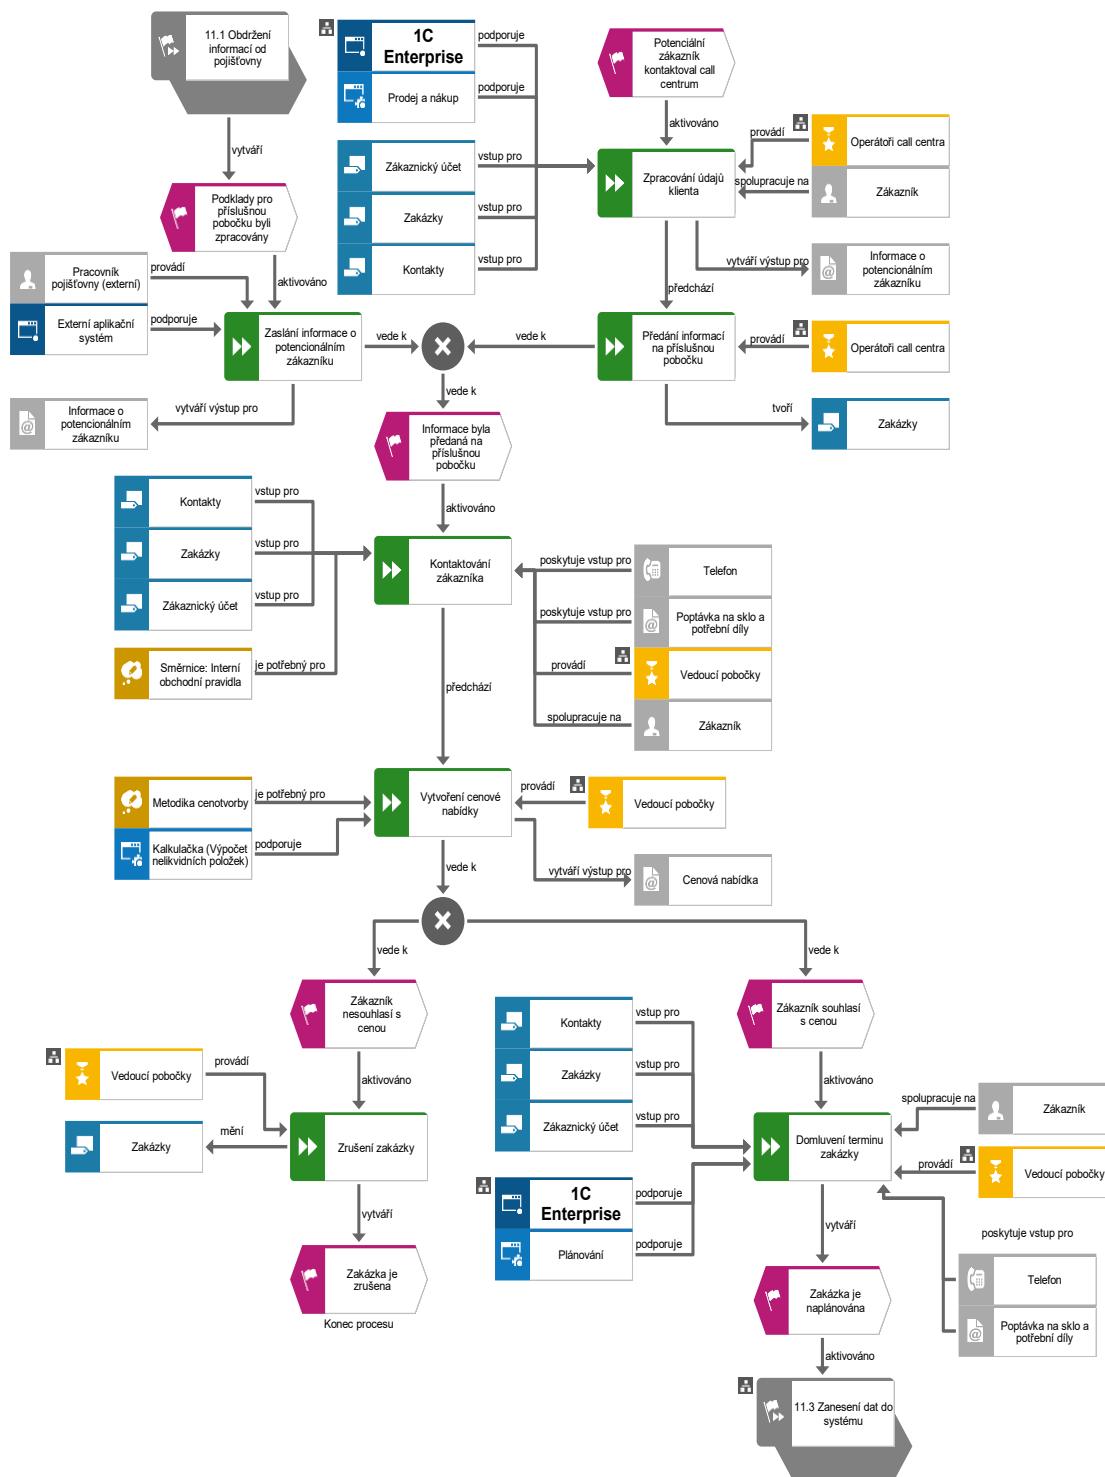 11.1 Obdržení
informací od
pojišťovny
1C
Enterprise
podporuje
Prodej a nákup
podporuje
Potenciální
zákazník
kontaktoval call
centrum
vytváří
aktivováno
provádí
Operátoři call centra
Zákaznický účet
vstup pro
Zpracování údajů
klienta
spolupracuje na
Zákazník
Podklady pro
příslušnou
pobočku byli
zpracovány
Zakázky
vstup pro
Kontakty
vstup pro
vytváří výstup pro
Informace o
potencionálním
zákazníku
Pracovník
pojišťovny (externí)
provádí
aktivováno
předchází
Externí aplikační
systém
podporuje
Zaslání informace o
potencionálním
zákazníku
vede k
vede k
Předání informací
na příslušnou
pobočku
provádí
Operátoři call centra
vede k
Informace o
potencionálním
zákazníku
vytváří výstup pro
tvoří
Zakázky
Informace byla
předaná na
příslušnou
pobočku
aktivováno
Kontakty
vstup pro
Zakázky
vstup pro
Zákaznický účet
vstup pro
Směrnice: Interní
obchodní pravidla
je potřebný pro
Kontaktování
zákazníka
poskytuje vstup pro
Telefon
poskytuje vstup pro
Poptávka na sklo a
potřební díly
provádí
Vedoucí pobočky
spolupracuje na
Zákazník
předchází
Metodika cenotvorby
je potřebný pro
Kalkulačka (Výpočet
nelikvidních položek)
podporuje
Vytvoření cenové
nabídky
provádí
Vedoucí pobočky
vede k
vytváří výstup pro
Cenová nabídka
vede k
vede k
Zákazník
nesouhlasí s
cenou
Zákazník souhlasí
s cenou
Kontakty
vstup pro
Zakázky
vstup pro
Zákaznický účet
vstup pro
aktivováno
aktivováno
Vedoucí pobočky
provádí
Zakázky
mění
Zrušení zakázky
Domluvení terminu
zakázky
spolupracuje na
Zákazník
provádí
Vedoucí pobočky
1C
Enterprise
podporuje
Plánování
podporuje
vytváří
vytváří
poskytuje vstup pro
Telefon
Poptávka na sklo a
potřební díly
Zakázka je
zrušena
Konec procesu
Zakázka je
naplánována
aktivováno
11.3 Zanesení dat do
systému